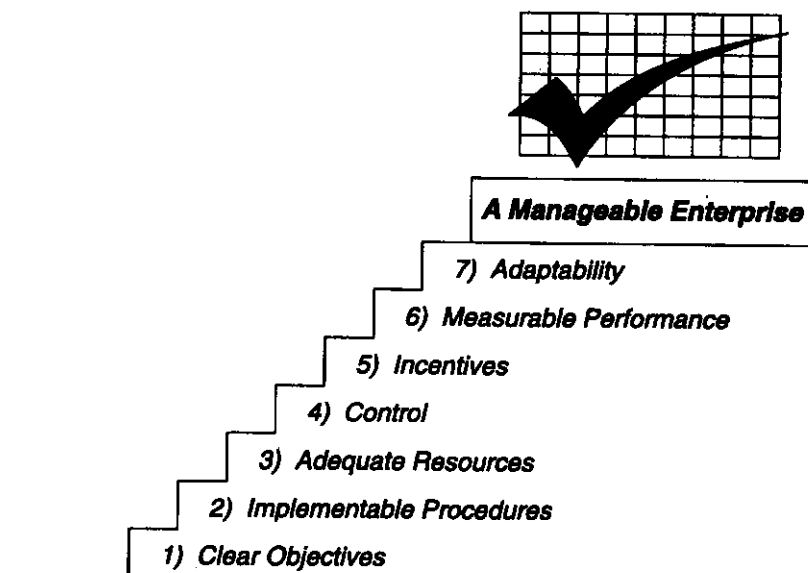 A Manageable Enterprise
7) Adaptability
6) Measurable Performance
5) Incentives
4) Control
3) Adequate Resources
2) Implementable Procedures
1) Clear Objectives